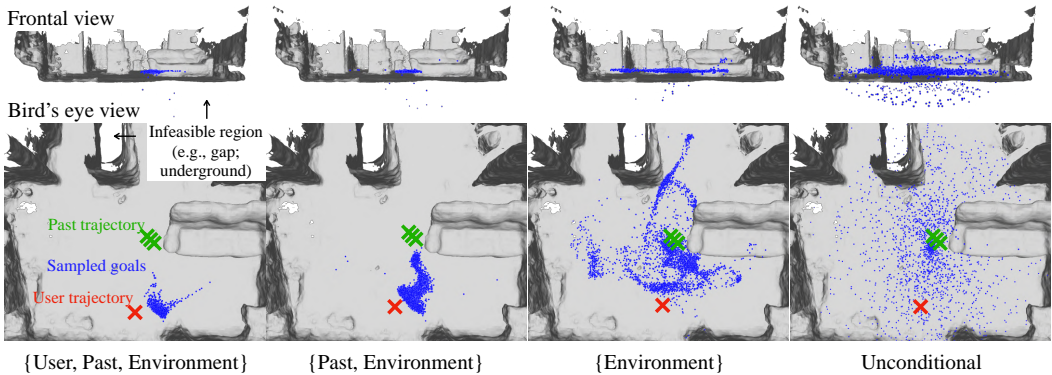 Frontal view
Bird's eye view
Infeasible region
(e.g., gap;
underground)
Past trajectory
Sampled goals
User trajectory
{User, Past, Environment}
{Past, Environment}
{Environment}
Unconditional